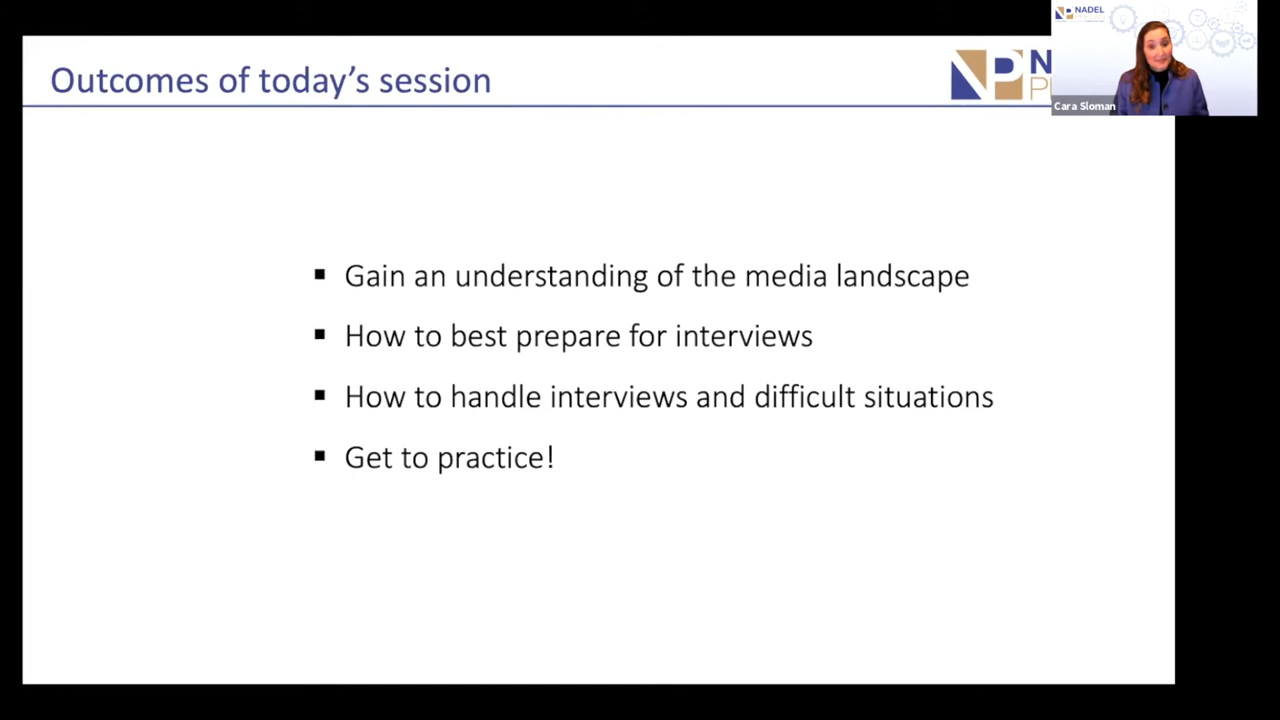 Outcomes of today's session
NP
N
P
NADEL
Cara Sloman
Gain an understanding of the media landscape
How to best prepare for interviews
How to handle interviews and difficult situations
Get to practice!